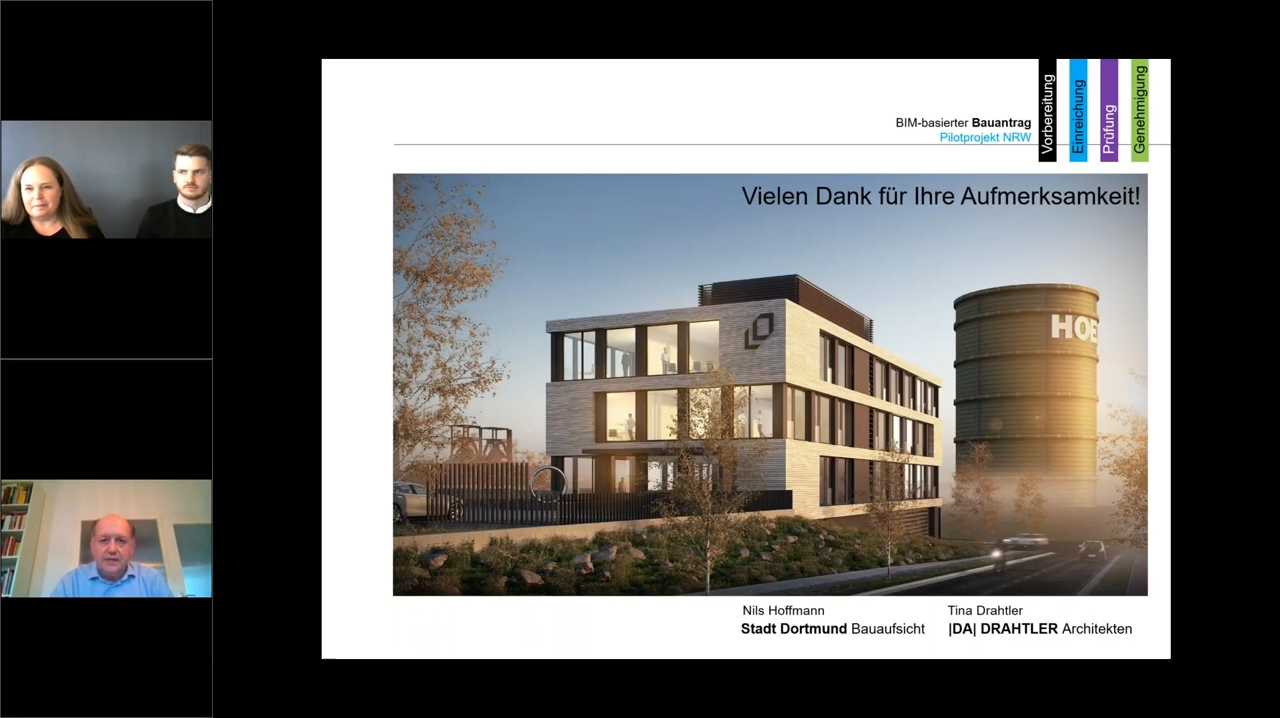 BIM-basierter Bauantrag
Pilotprojekt NRW
Vorbereitung
Einreichung
Prüfung
Genehmigung
Vielen Dank für Ihre Aufmerksamkeit!
HOE
Nils Hoffmann
Stadt Dortmund Bauaufsicht
Tina Drahtler
|DA| DRAHTLER Architekten